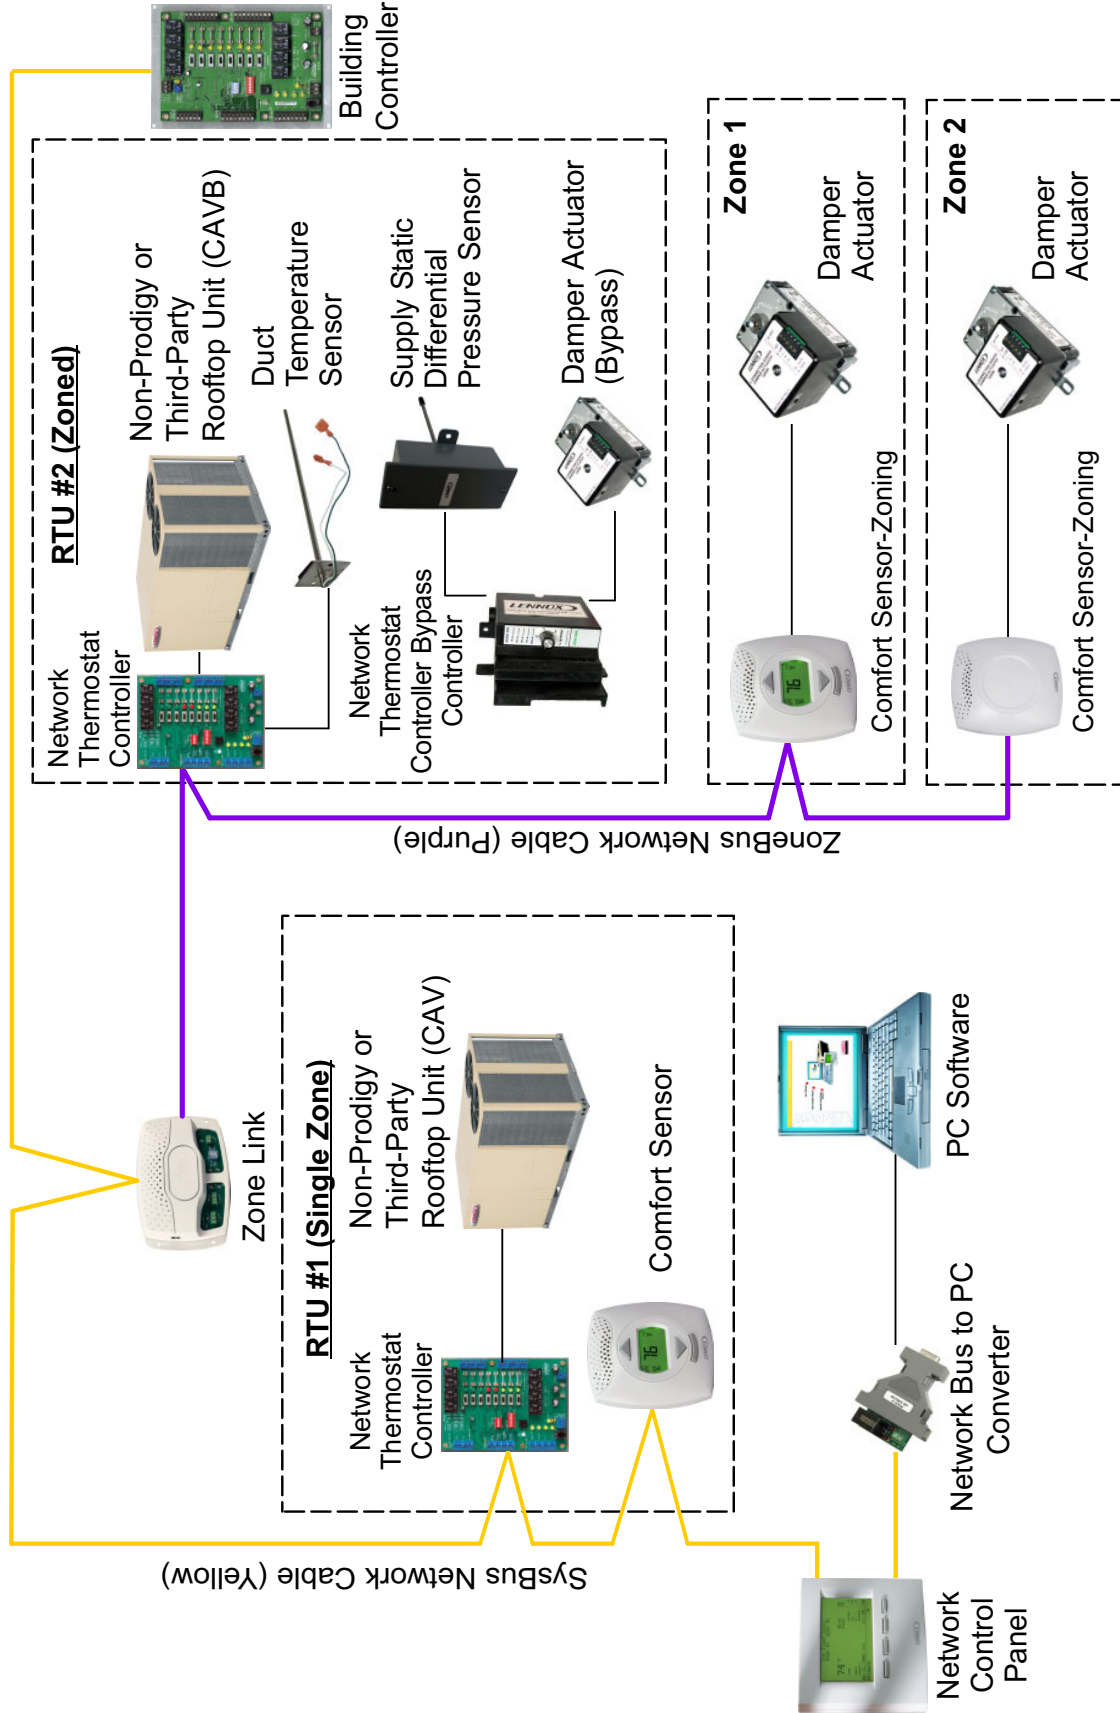 Building
Controller
RTU #2 (Zoned)
Network
Thermostat
Controller
Non-Prodigy or
Third-Party
Rooftop Unit (CAVB)
Duct
Temperature
Sensor
Network
Thermostat
Controller Bypass
Controller
LENNOX
Supply Static
Differential
Pressure Sensor
Damper Actuator
(Bypass)
Zone 1
Damper
Actuator
Comfort Sensor-Zoning
76
Zone 2
Damper
Actuator
Comfort Sensor-Zoning
ZoneBus Network Cable (Purple)
Zone Link
RTU #1 (Single Zone)
Network
Thermostat
Controller
Non-Prodigy or
Third-Party
Rooftop Unit (CAV)
Comfort Sensor
76
SysBus Network Cable (Yellow)
Network
Control
Panel
74
Network Bus to PC
Converter
PC Software